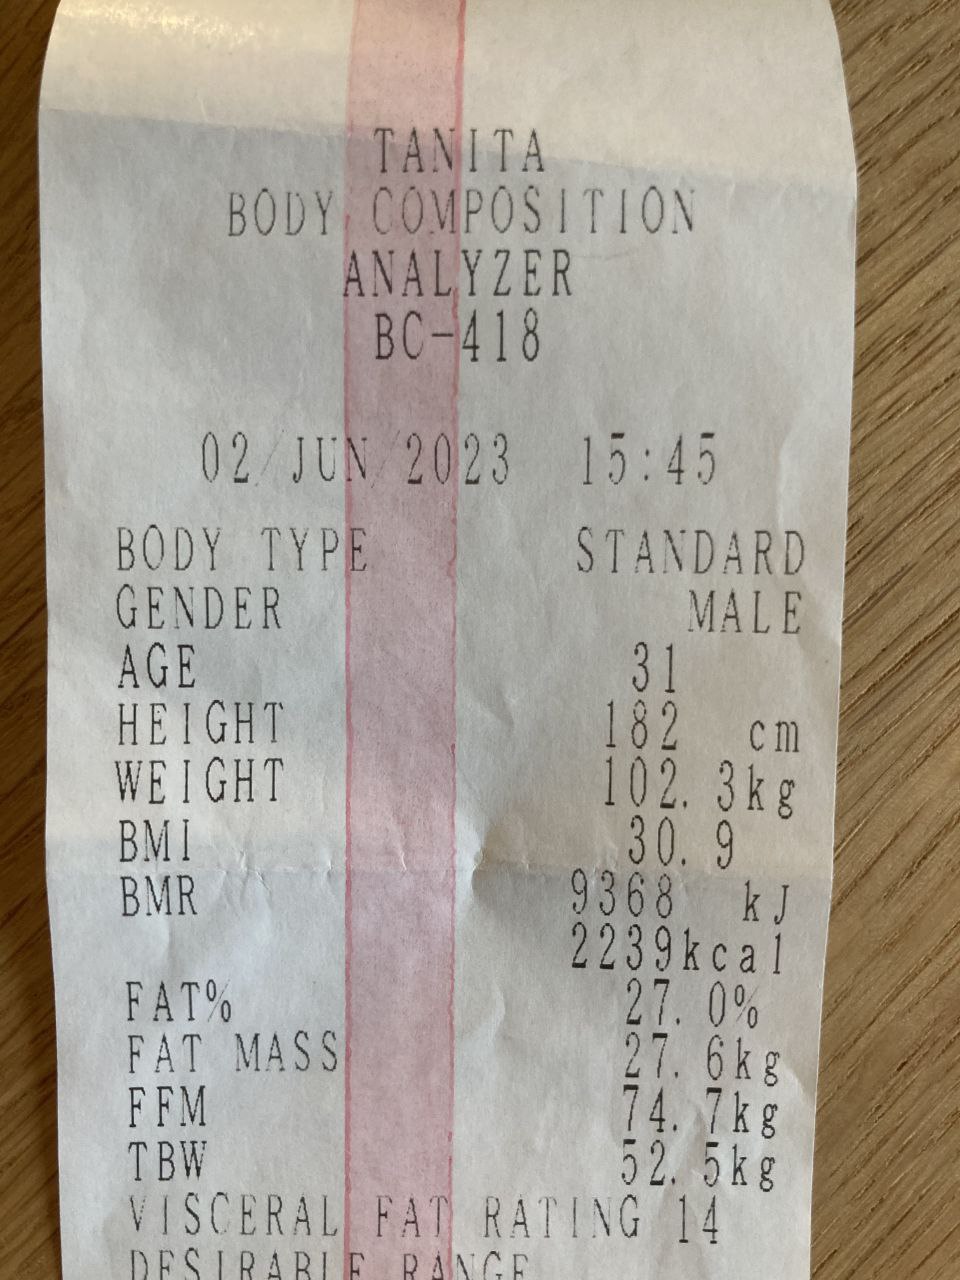 TANITA
BODY COMPOSITION
ANALYZER
BC-418
02/JUN/2023 15:45
BODY TYPE STANDARD
GENDER MALE
AGE 31
HEIGHT 182 cm
WEIGHT 102.3kg
BMI 30.9
BMR 9368 kJ
2239kcal
FAT% 27.0%
FAT MASS 27.6kg
FFM 74.7kg
TBW 52.5kg
VISCERAL FAT RATING 14
DESIRABLE RANGE